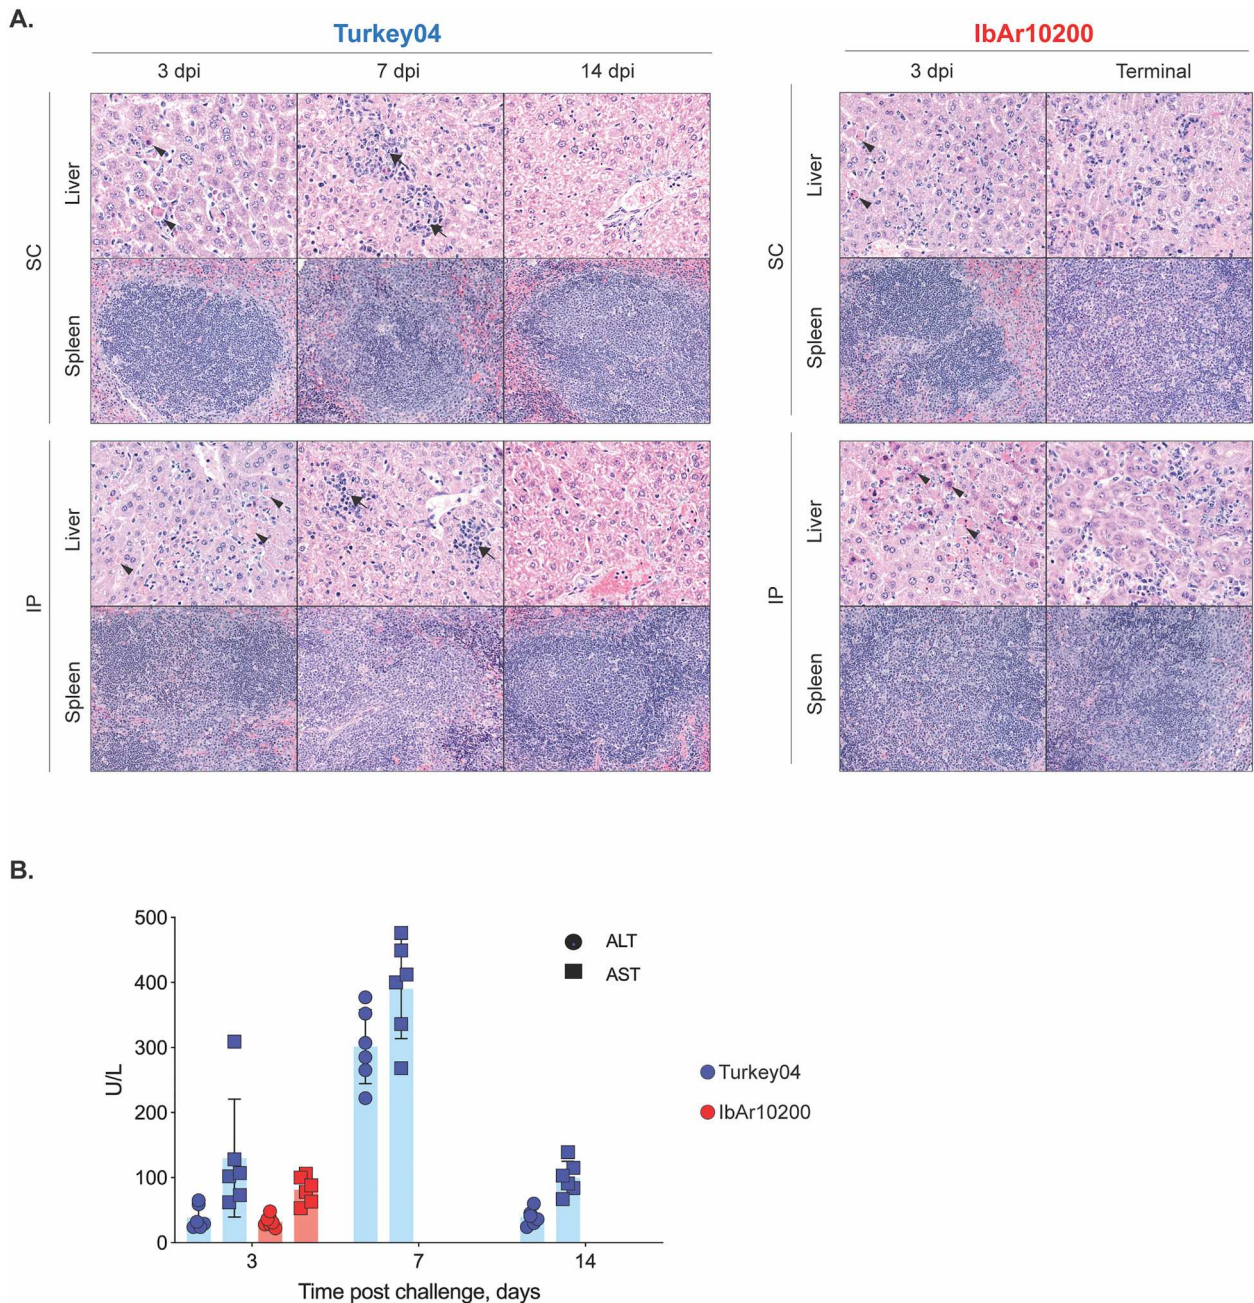 A.
Turkey04
IbAr10200
3 dpi
7 dpi
14 dpi
3 dpi
Terminal
SC
Liver
Spleen
SC
Liver
Spleen
IP
Liver
Spleen
IP
Liver
Spleen
B.
U/L
500
400
300
200
100
0
ALT
AST
Turkey04
IbAr10200
3
7
14
Time post challenge, days